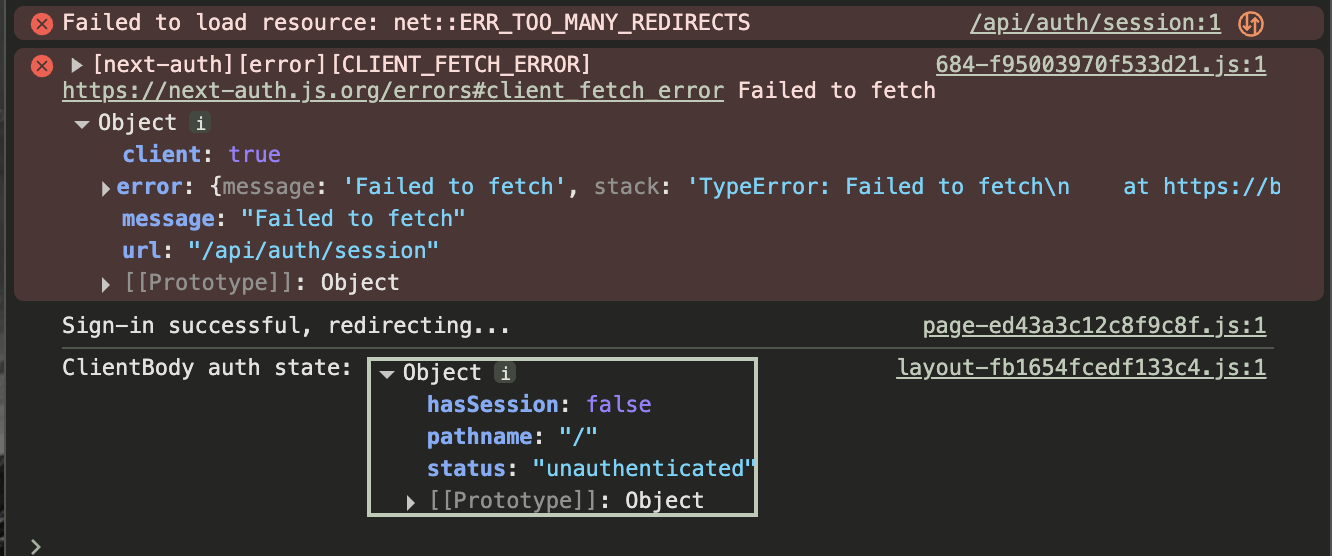 Failed to load resource: net::ERR_TOO_MANY_REDIRECTS /api/auth/session:1
[next-auth][error][CLIENT_FETCH_ERROR] 684-f95003970f533d21.js:1
https://next-auth.js.org/errors#client_fetch_error Failed to fetch
Object i
client: true
error: {message: 'Failed to fetch', stack: 'TypeError: Failed to fetch\n    at https://b
message: "Failed to fetch"
url: "/api/auth/session"
[[Prototype]]: Object
Sign-in successful, redirecting... page-ed43a3c12c8f9c8f.js:1
ClientBody auth state: layout-fb1654fcedf133c4.js:1
Object i
hasSession: false
pathname: "/"
status: "unauthenticated"
[[Prototype]]: Object